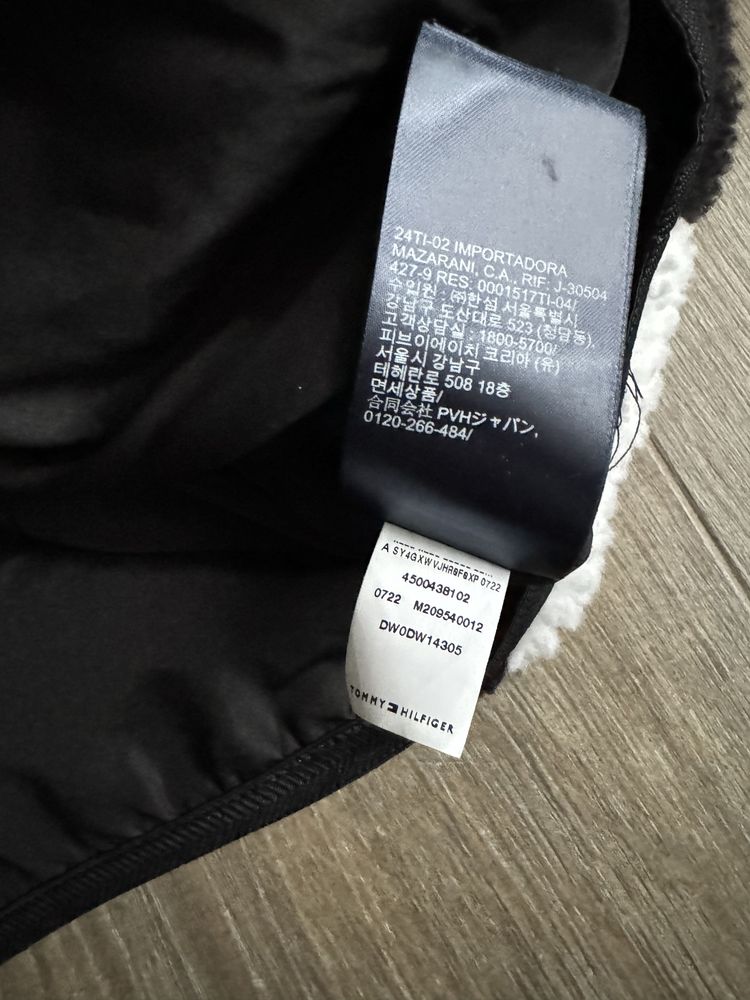 24TI-02 IMPORTADORA
MAZARANI, C.A., RIF: J-30504
427-9 RES: 0001517TI-04/
수입원 : ㈜한섬 서울특별시
강남구 도산대로 523 (청담동),
고객상담실 : 1800-5700/
피브이에이치 코리아 (유)
서울시 강남구
테헤란로 508 18층
면세상품/
合同会社 PVHジャパン,
0120-266-484/
A SY4GXWVJHR9F6XP 0722
4500438102
0722 M209540012
DW0DW14305
TOMMY HILFIGER